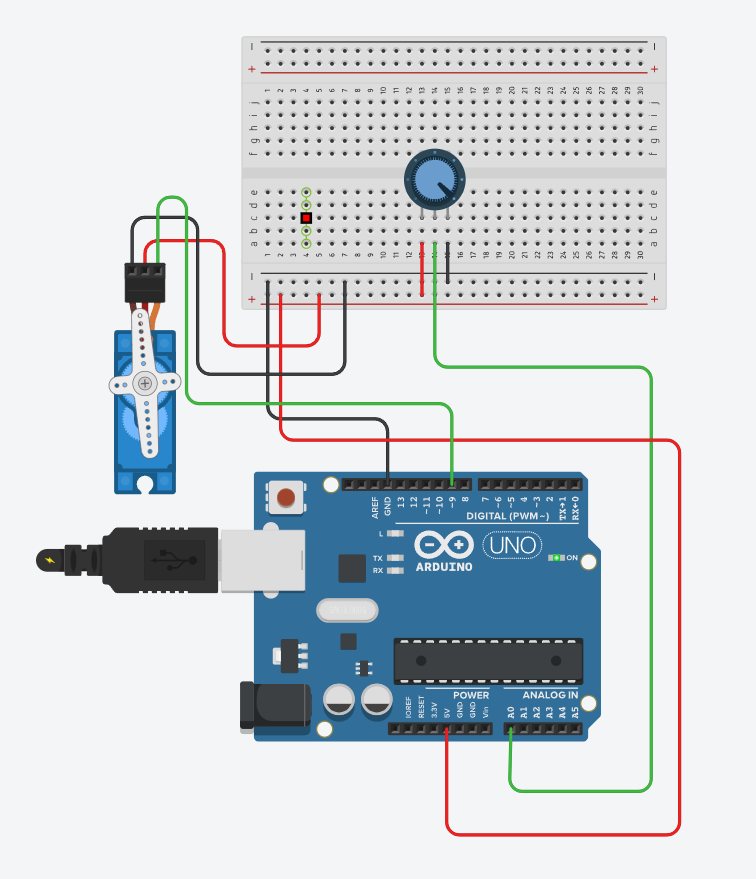 − −
+ +
1 2 3 4 5 6 7 8 9 10 11 12 13 14 15 16 17 18 19 20 21 22 23 24 25 26 27 28 29 30
j j
i i
h h
g g
f f
e e
d d
c c
b b
a a
1 2 3 4 5 6 7 8 9 10 11 12 16 17 18 19 20 21 22 23 24 25 26 27 28 29 30
− −
+ +
AREF GND 13 12 ~11 ~10 ~9 8 7 ~6 ~5 4 ~3 2 TX→1 RX←0
DIGITAL (PWM~)
L
TX
RX
UNO
ARDUINO
ON
POWER ANALOG IN
IOREF RESET 3.3V 5V GND GND Vin A0 A1 A2 A3 A4 A5